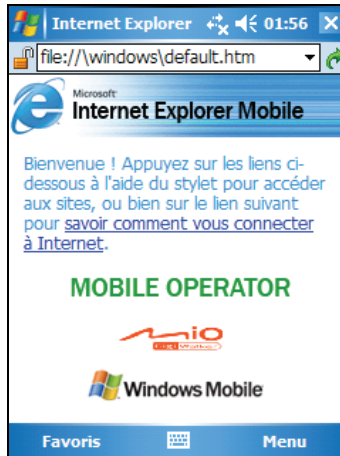 Internet Explorer 01:56
file://\windows\default.htm
Microsoft
Internet Explorer Mobile
Bienvenue ! Appuyez sur les liens ci-
dessous à l'aide du stylet pour accéder
aux sites, ou bien sur le lien suivant
pour savoir comment vous connecter
à Internet.
MOBILE OPERATOR
mio
Windows Mobile
Favoris Menu